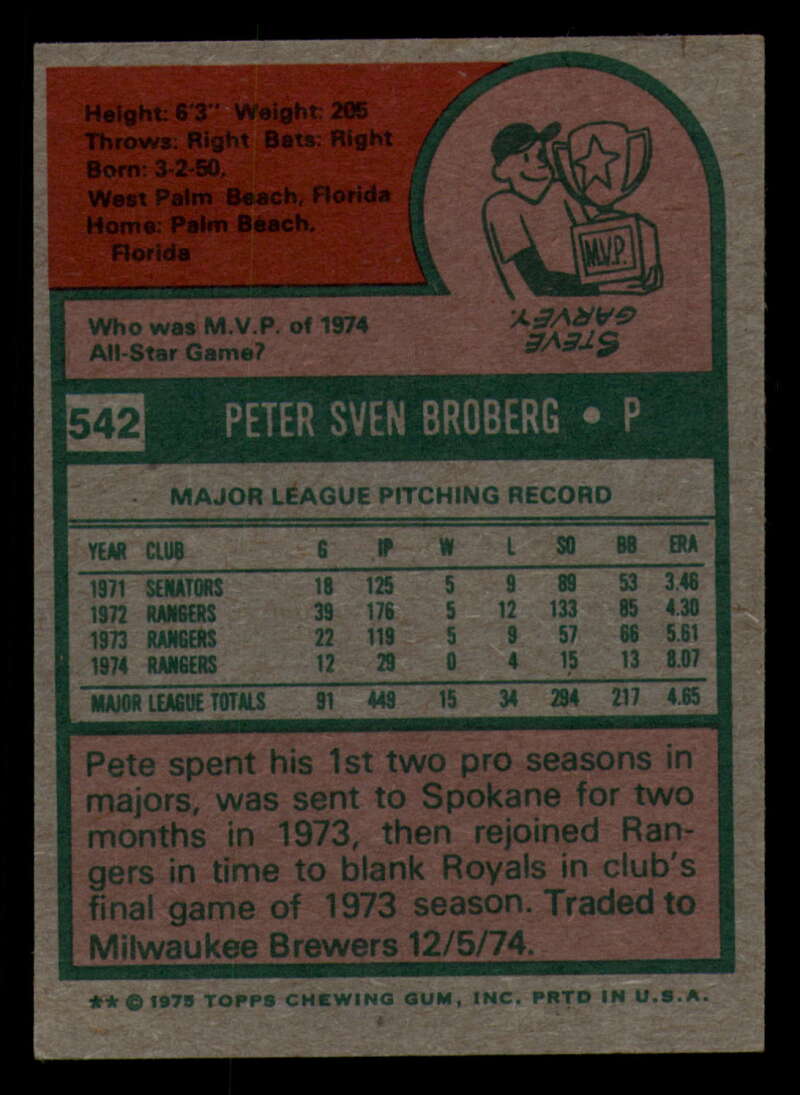 Height: 6'3" Weight: 205
Throws: Right Bats: Right
Born: 3-2-50,
West Palm Beach, Florida
Home: Palm Beach,
Florida
M.V.P.
STEVE
GARVEY.
Who was M.V.P. of 1974
All-Star Game?
542 PETER SVEN BROBERG • P
MAJOR LEAGUE PITCHING RECORD
YEAR CLUB G IP W L SO BB ERA
1971 SENATORS 18 125 5 9 89 53 3.46
1972 RANGERS 39 176 5 12 133 85 4.30
1973 RANGERS 22 119 5 9 57 66 5.61
1974 RANGERS 12 29 0 4 15 13 8.07
MAJOR LEAGUE TOTALS 91 449 15 34 294 217 4.65
Pete spent his 1st two pro seasons in
majors, was sent to Spokane for two
months in 1973, then rejoined Ran-
gers in time to blank Royals in club's
final game of 1973 season. Traded to
Milwaukee Brewers 12/5/74.
** © 1975 TOPPS CHEWING GUM, INC. PRTD IN U.S.A.